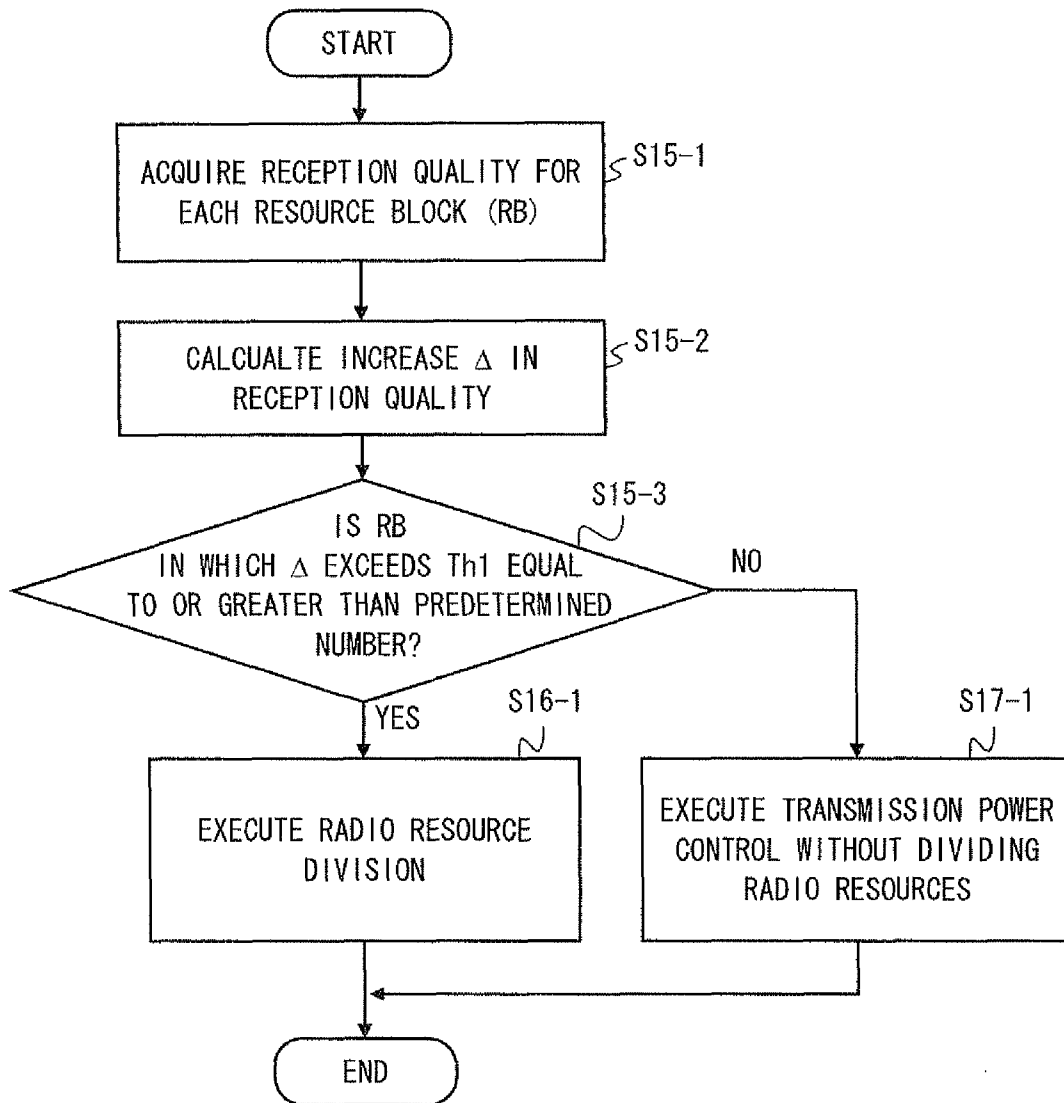 START
ACQUIRE RECEPTION QUALITY FOR
EACH RESOURCE BLOCK (RB)
S15-1
CALCUALTE INCREASE Δ IN
RECEPTION QUALITY
S15-2
IS RB
IN WHICH Δ EXCEEDS Th1 EQUAL
TO OR GREATER THAN PREDETERMINED
NUMBER?
S15-3
NO
YES
S16-1
EXECUTE RADIO RESOURCE
DIVISION
S17-1
EXECUTE TRANSMISSION POWER
CONTROL WITHOUT DIVIDING
RADIO RESOURCES
END